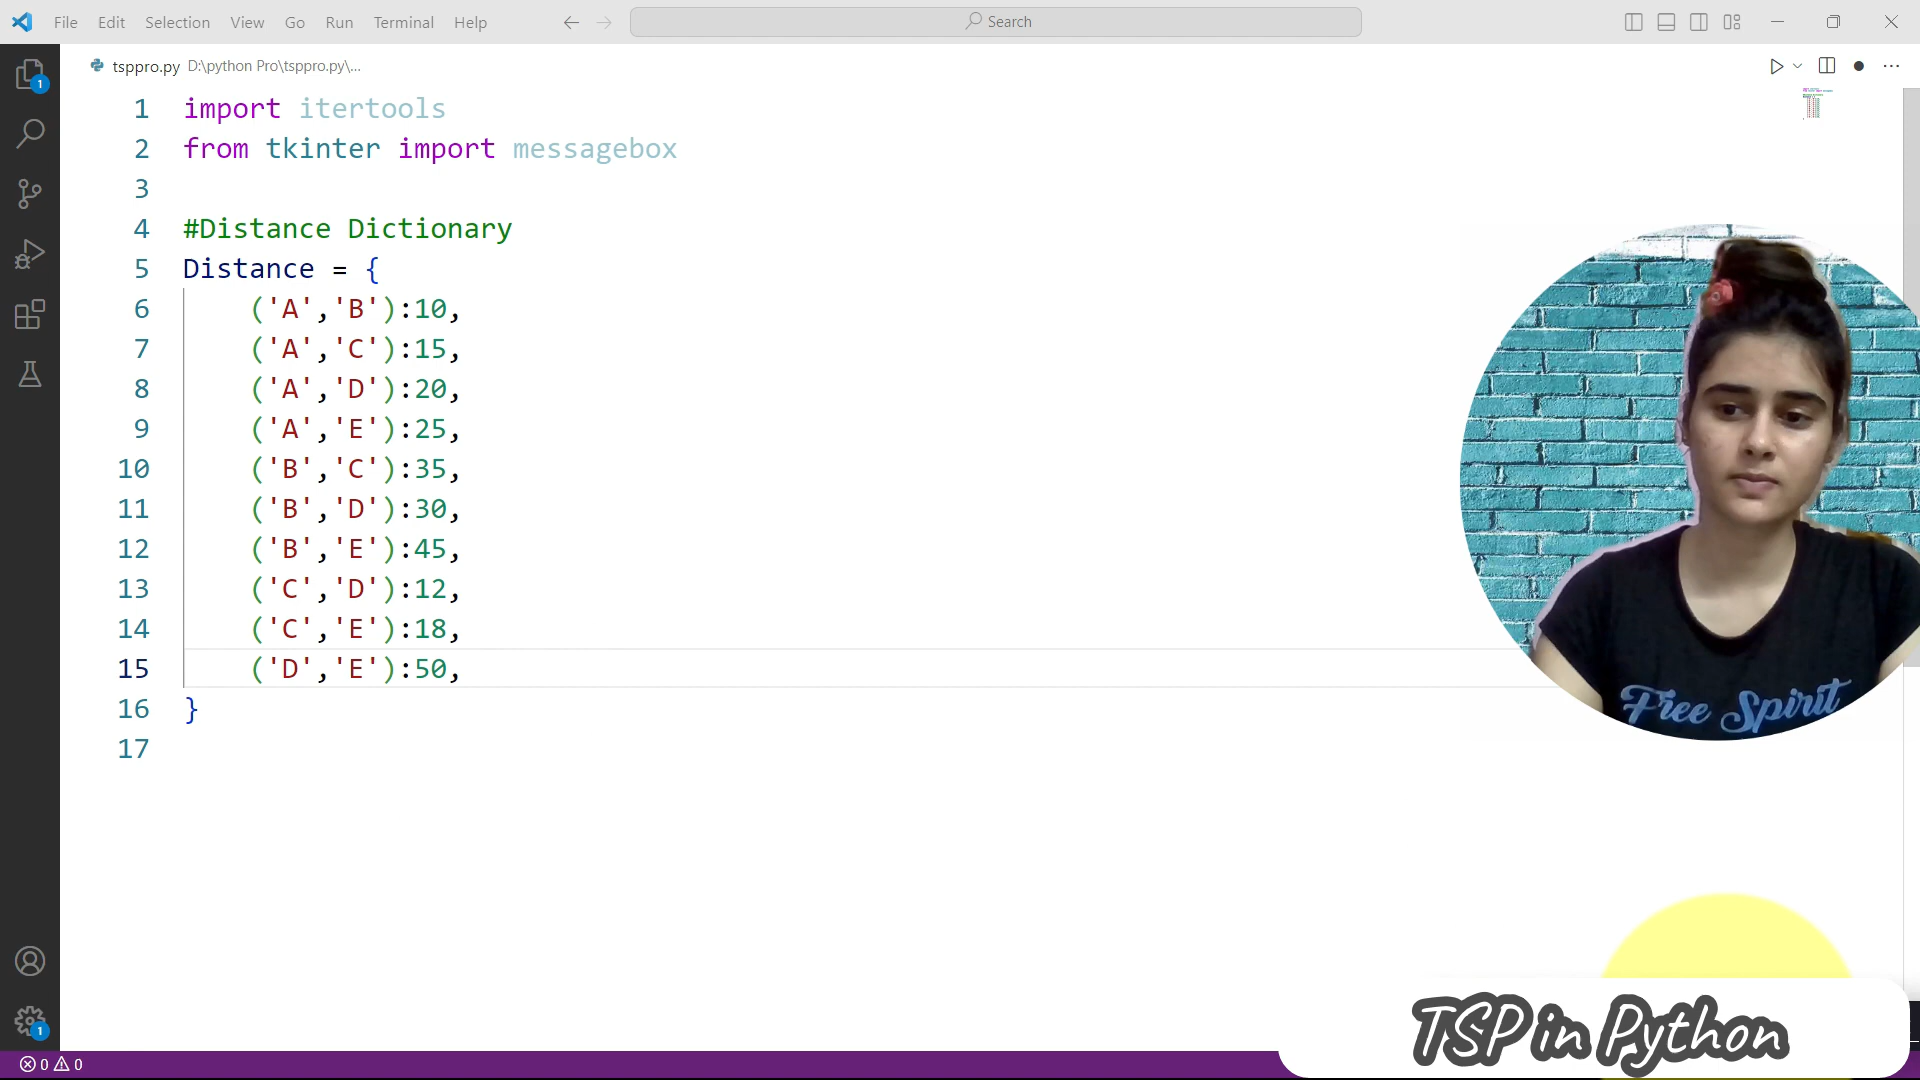 File Edit Selection View Go Run Terminal Help Search
tsppro.py D:\python Pro\tsppro.py\...
1 import itertools
2 from tkinter import messagebox
3
4 #Distance Dictionary
5 Distance = {
6 ('A','B'):10,
7 ('A','C'):15,
8 ('A','D'):20,
9 ('A','E'):25,
10 ('B','C'):35,
11 ('B','D'):30,
12 ('B','E'):45,
13 ('C','D'):12,
14 ('C','E'):18,
15 ('D','E'):50,
16 }
17
1
1
Free Spirit
TSP in Python
0 0